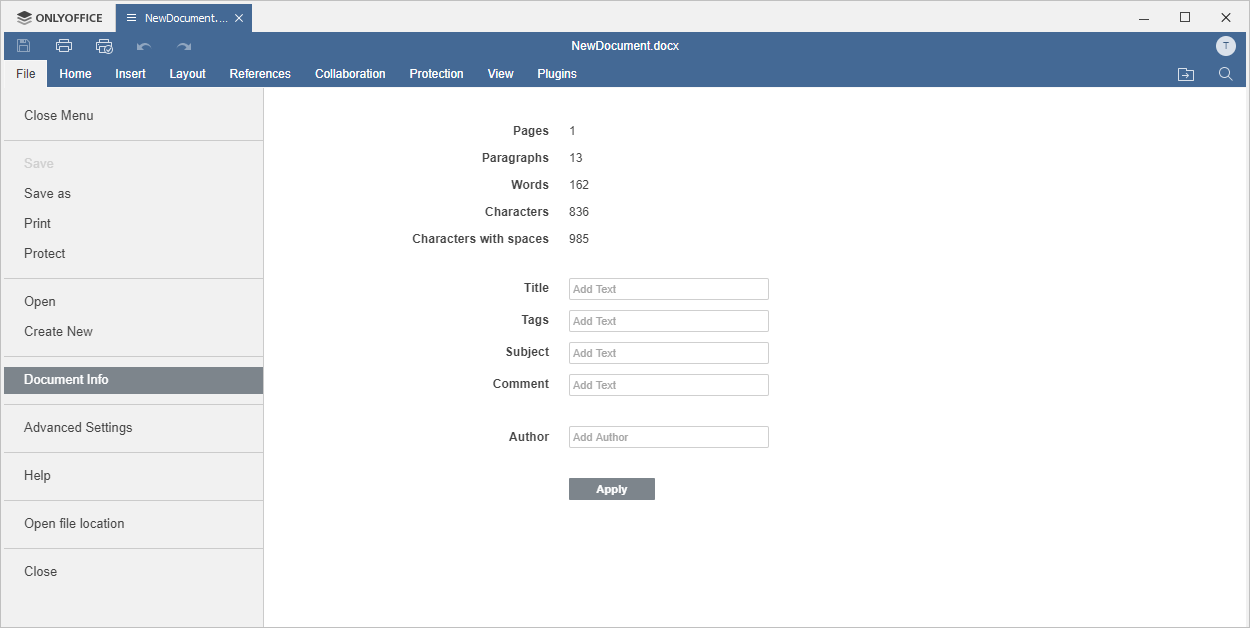 ONLYOFFICE NewDocument....
NewDocument.docx T
File Home Insert Layout References Collaboration Protection View Plugins
Close Menu
Save
Save as
Print
Protect
Open
Create New
Document Info
Advanced Settings
Help
Open file location
Close
Pages 1
Paragraphs 13
Words 162
Characters 836
Characters with spaces 985
Title Add Text
Tags Add Text
Subject Add Text
Comment Add Text
Author Add Author
Apply